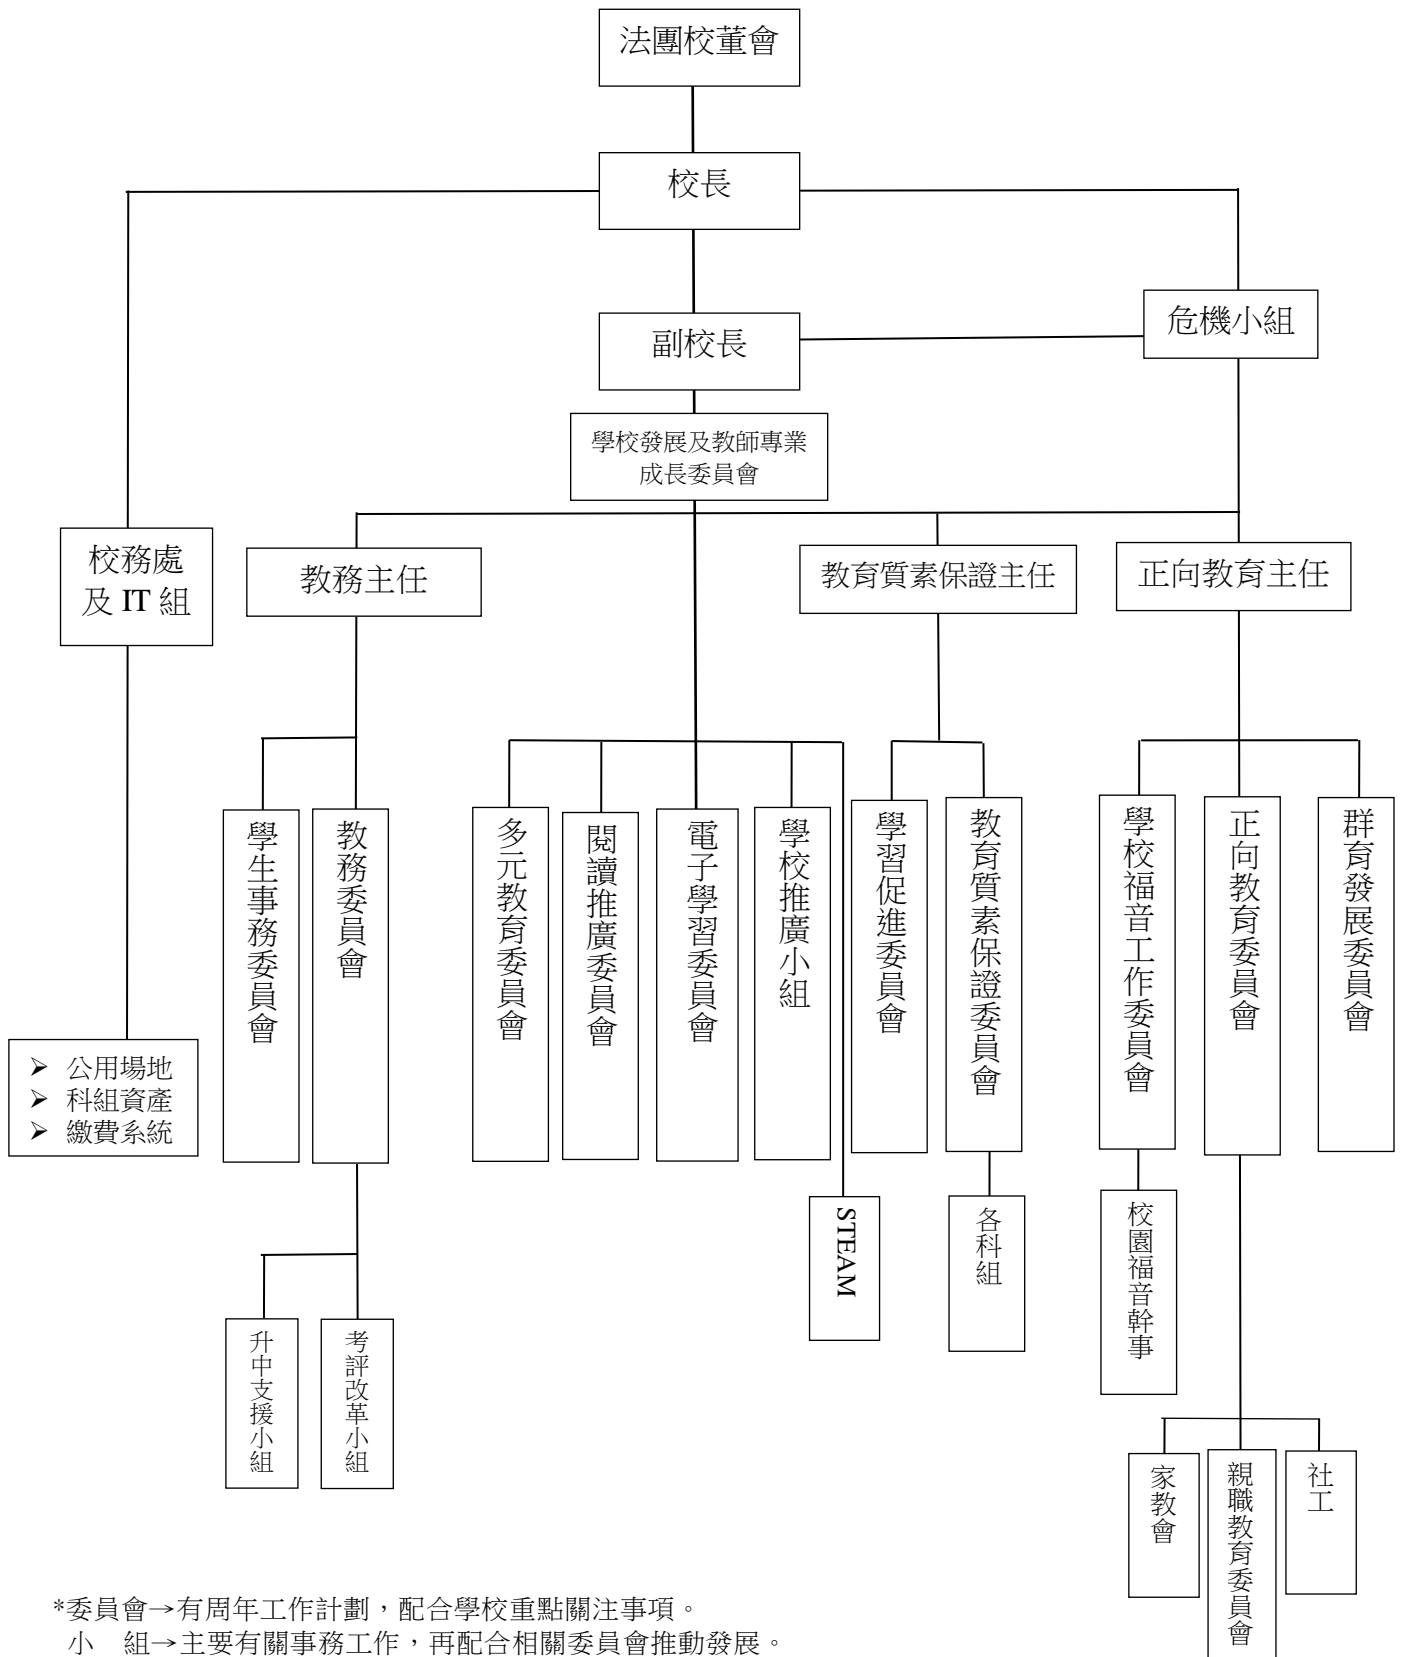 法團校董會
校長
危機小組
副校長
學校發展及教師專業
成長委員會
校務處
及 IT 組
教務主任
教育質素保證主任
正向教育主任
學生事務委員會
教務委員會
多元教育委員會
閱讀推廣委員會
電子學習委員會
學校推廣小組
學習促進委員會
教育質素保證委員會
學校福音工作委員會
正向教育委員會
群育發展委員會
➢ 公用場地
➢ 科組資產
➢ 繳費系統
STEAM
各科組
校園福音幹事
升中支援小組
考評改革小組
家教會
親職教育委員會
社工
*委員會→有周年工作計劃，配合學校重點關注事項。
小　組→主要有關事務工作，再配合相關委員會推動發展。